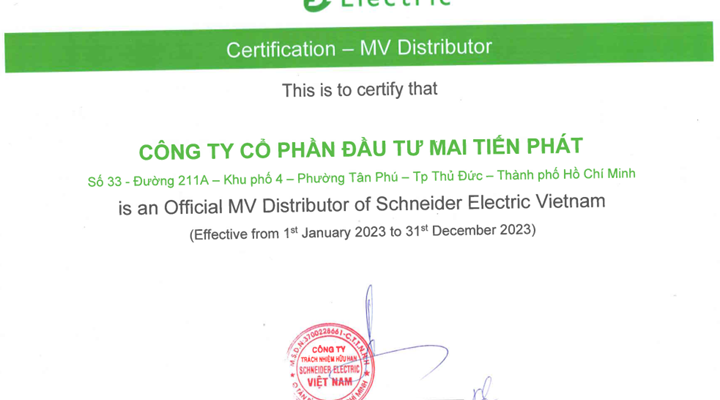 Electric
Certification – MV Distributor
This is to certify that
CÔNG TY CỔ PHẦN ĐẦU TƯ MAI TIẾN PHÁT
Số 33 - Đường 211A – Khu phố 4 – Phường Tân Phú – Tp Thủ Đức – Thành phố Hồ Chí Minh
is an Official MV Distributor of Schneider Electric Vietnam
(Effective from 1st January 2023 to 31st December 2023)
M.S.D.N:3700226661-C.T.T.N.H.H
CÔNG TY
TRÁCH NHIỆM HỮU HẠN
SCHNEIDER ELECTRIC
VIỆT NAM